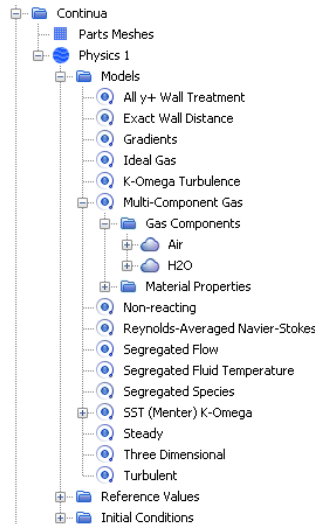 Continua
Parts Meshes
Physics 1
Models
All y+ Wall Treatment
Exact Wall Distance
Gradients
Ideal Gas
K-Omega Turbulence
Multi-Component Gas
Gas Components
Air
H2O
Material Properties
Non-reacting
Reynolds-Averaged Navier-Stokes
Segregated Flow
Segregated Fluid Temperature
Segregated Species
SST (Menter) K-Omega
Steady
Three Dimensional
Turbulent
Reference Values
Initial Conditions